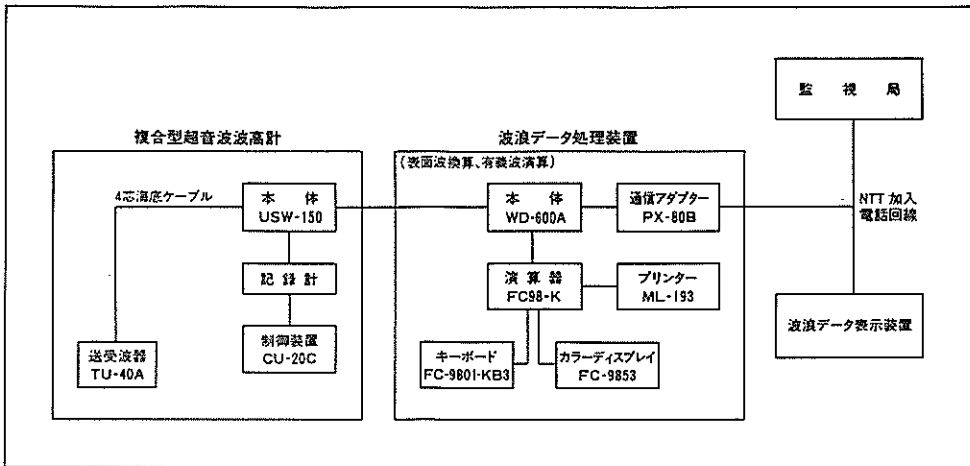 監視局
複合型超音波波高計
波浪データ処理装置
(表面波換算、有義波演算)
4芯海底ケーブル
本体
USW-150
本体
WD-600A
通信アダプター
PX-80B
NTT加入
電話回線
記録計
演算器
FC98-K
プリンター
ML-193
制御装置
CU-20C
波浪データ表示装置
送受波器
TU-40A
キーボード
FC-9801-KB3
カラーディスプレイ
FC-9853